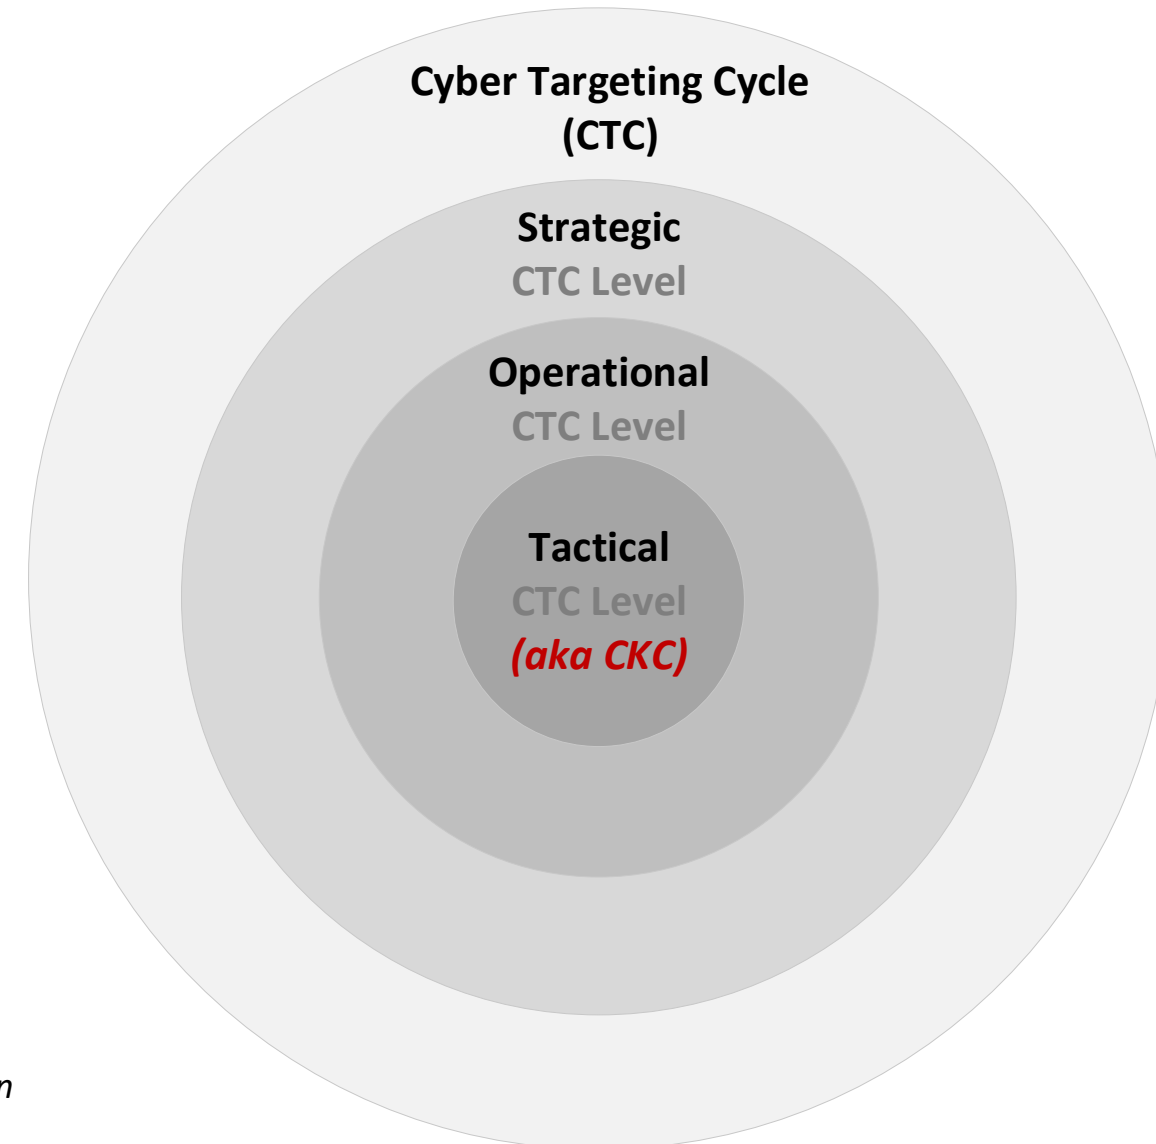 Cyber Targeting Cycle
(CTC)
Strategic
CTC Level
Operational
CTC Level
Tactical
CTC Level
(aka CKC)
n